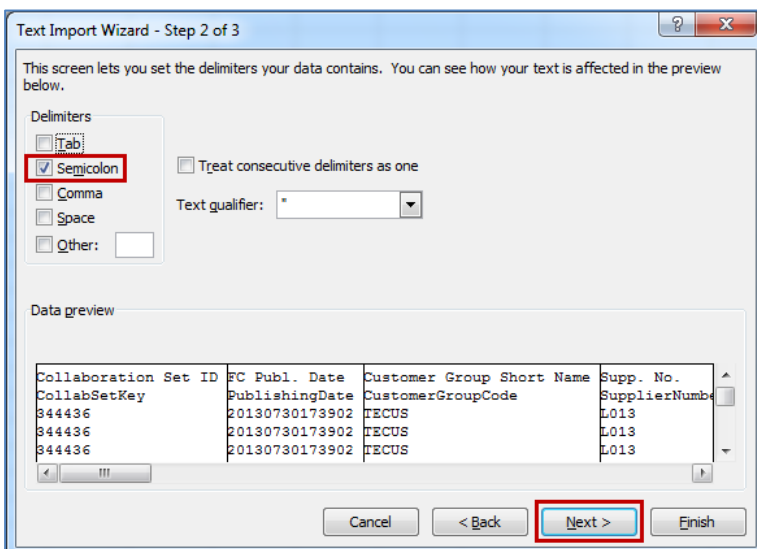 Text Import Wizard - Step 2 of 3
This screen lets you set the delimiters your data contains. You can see how your text is affected in the preview
below.
Delimiters
Tab
Semicolon
Comma
Space
Other:
Treat consecutive delimiters as one
Text qualifier: "
Data preview
Collaboration Set ID FC Publ. Date Customer Group Short Name Supp. No.
CollabSetKey PublishingDate CustomerGroupCode SupplierNumbe
344436 20130730173902 TECUS L013
344436 20130730173902 TECUS L013
344436 20130730173902 TECUS L013
Cancel < Back Next > Finish